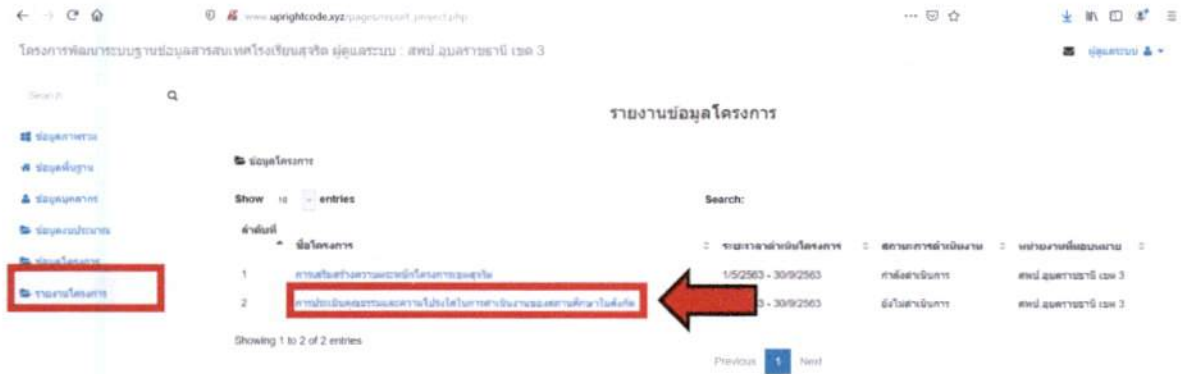 www.uprightcode.xyz/pages/report_project.php
โครงการพัฒนาระบบฐานข้อมูลสารสนเทศโรงเรียนสุจริต ผู้ดูแลระบบ : สพป.อุบลราชธานี เขต 3
ผู้ดูแลระบบ
Search
รายงานข้อมูลโครงการ
ข้อมูลภาพรวม
ข้อมูลพื้นฐาน
ข้อมูลบุคลากร
ข้อมูลงบประมาณ
ข้อมูลโครงการ
รายงานโครงการ
ข้อมูลโครงการ
Show 10 entries
Search:
ลำดับที่ ชื่อโครงการ ระยะเวลาดำเนินโครงการ สถานะการดำเนินงาน หน่วยงานที่รับผิดชอบ
1 การเสริมสร้างความตระหนักโครงการเขตสุจริต 1/5/2563 - 30/9/2563 กำลังดำเนินการ สพป.อุบลราชธานี เขต 3
2 การประเมินคุณธรรมและความโปร่งใสในการดำเนินงานของสถานศึกษาในสังกัด - 30/9/2563 ยังไม่ดำเนินการ สพป.อุบลราชธานี เขต 3
Showing 1 to 2 of 2 entries
Previous 1 Next